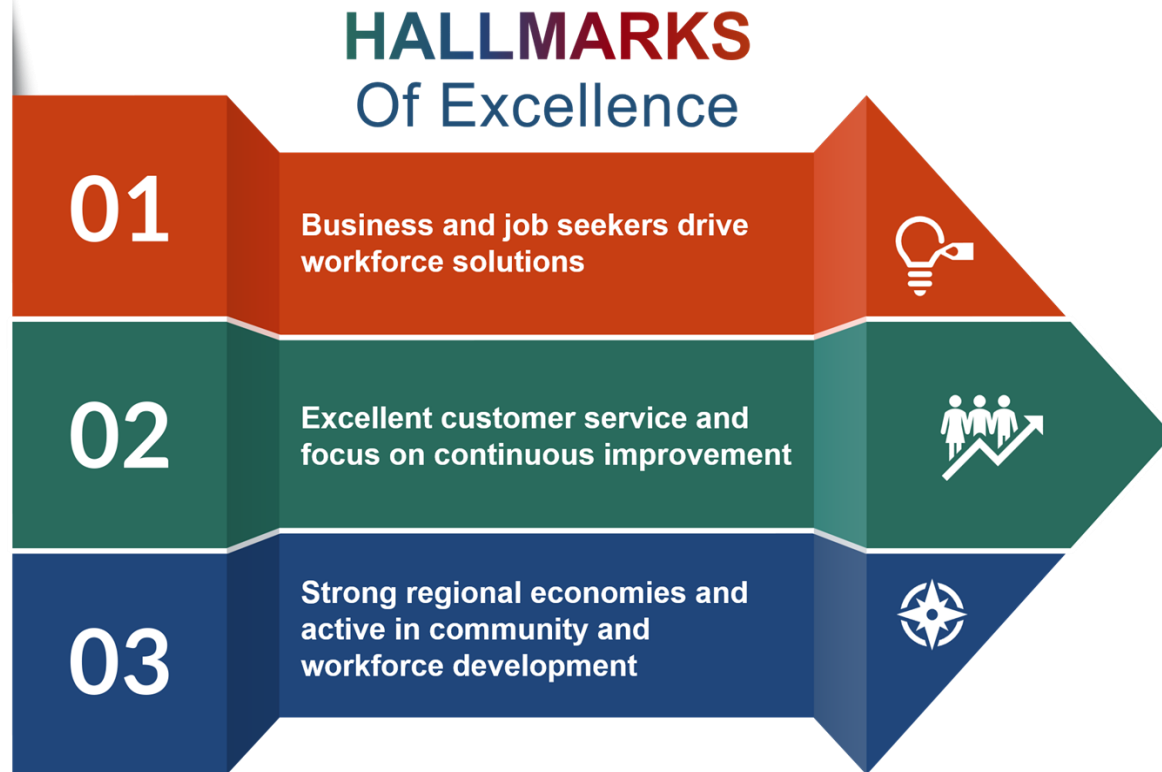 HALLMARKS
Of Excellence
01
Business and job seekers drive
workforce solutions
02
Excellent customer service and
focus on continuous improvement
03
Strong regional economies and
active in community and
workforce development